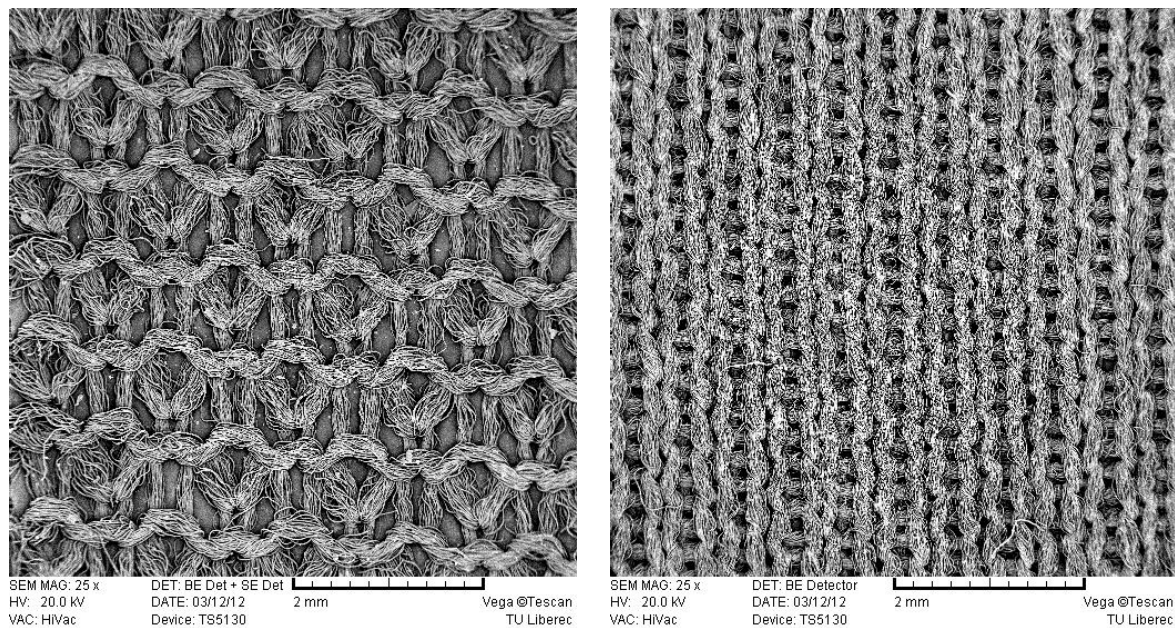 SEM MAG: 25 x DET: BE Det + SE Det
HV: 20.0 kV DATE: 03/12/12 2 mm Vega ©Tescan
VAC: HiVac Device: TS5130 TU Liberec
SEM MAG: 25 x DET: BE Detector
HV: 20.0 kV DATE: 03/12/12 2 mm Vega ©Tescan
VAC: HiVac Device: TS5130 TU Liberec